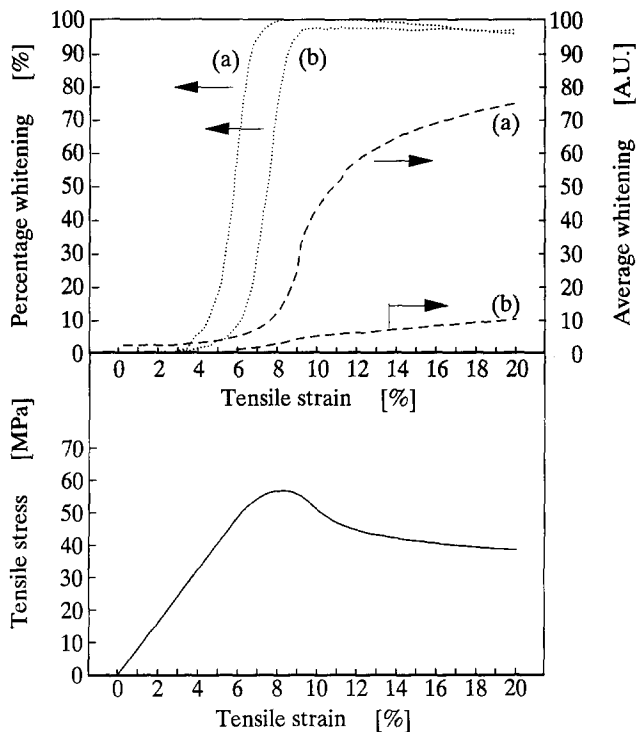 Percentage whitening [%]
100
90
80
70
60
50
40
30
20
10
0
(a)
(b)
(a)
(b)
100
90
80
70
60
50
40
30
20
10
0
Average whitening [A.U.]
0 2 4 6 8 10 12 14 16 18 20
Tensile strain [%]
Tensile stress [MPa]
70
60
50
40
30
20
10
0
0 2 4 6 8 10 12 14 16 18 20
Tensile strain [%]